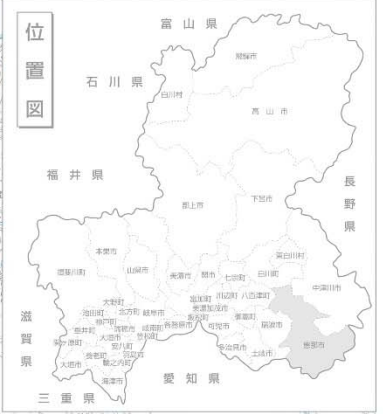 位置図
富山県
石川県
福井県
長野県
滋賀県
三重県
愛知県
飛騨市
白川村
高山市
郡上市
下呂市
本巣市
揖斐川町
山県市
美濃市
関市
七宗町
白川町
東白川村
中津川市
大野町
池田町
北方町
岐阜市
神戸町
垂井町
瑞穂市
岐南町
笠松町
各務原市
富加町
川辺町
八百津町
美濃加茂市
坂祝町
可児市
御嵩町
瑞浪市
恵那市
多治見市
土岐市
関ヶ原町
大垣市
安八町
羽島市
養老町
輪之内町
大垣市
海津市